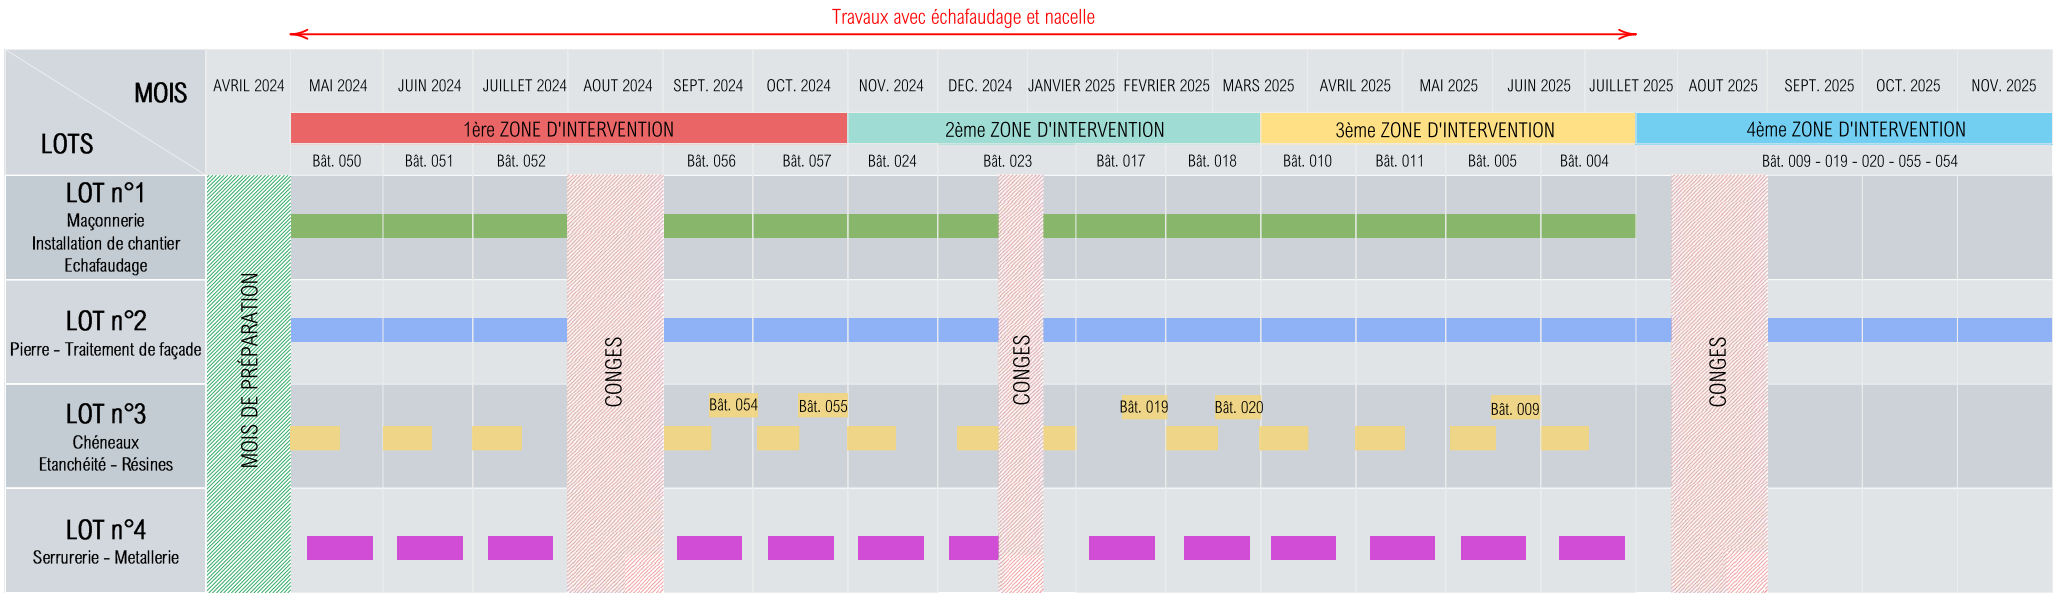 Travaux avec échafaudage et nacelle
MOIS
LOTS
AVRIL 2024 MAI 2024 JUIN 2024 JUILLET 2024 AOUT 2024 SEPT. 2024 OCT. 2024 NOV. 2024 DEC. 2024 JANVIER 2025 FEVRIER 2025 MARS 2025 AVRIL 2025 MAI 2025 JUIN 2025 JUILLET 2025 AOUT 2025 SEPT. 2025 OCT. 2025 NOV. 2025
1ère ZONE D'INTERVENTION 2ème ZONE D'INTERVENTION 3ème ZONE D'INTERVENTION 4ème ZONE D'INTERVENTION
Bât. 050 Bât. 051 Bât. 052 Bât. 056 Bât. 057 Bât. 024 Bât. 023 Bât. 017 Bât. 018 Bât. 010 Bât. 011 Bât. 005 Bât. 004 Bât. 009 - 019 - 020 - 055 - 054
LOT n°1
Maçonnerie
Installation de chantier
Echafaudage
LOT n°2
Pierre - Traitement de façade
MOIS DE PRÉPARATION
CONGES
CONGES
CONGES
LOT n°3
Chéneaux
Etanchéité - Résines
Bât. 054 Bât. 055 Bât. 019 Bât. 020 Bât. 009
LOT n°4
Serrurerie - Metallerie